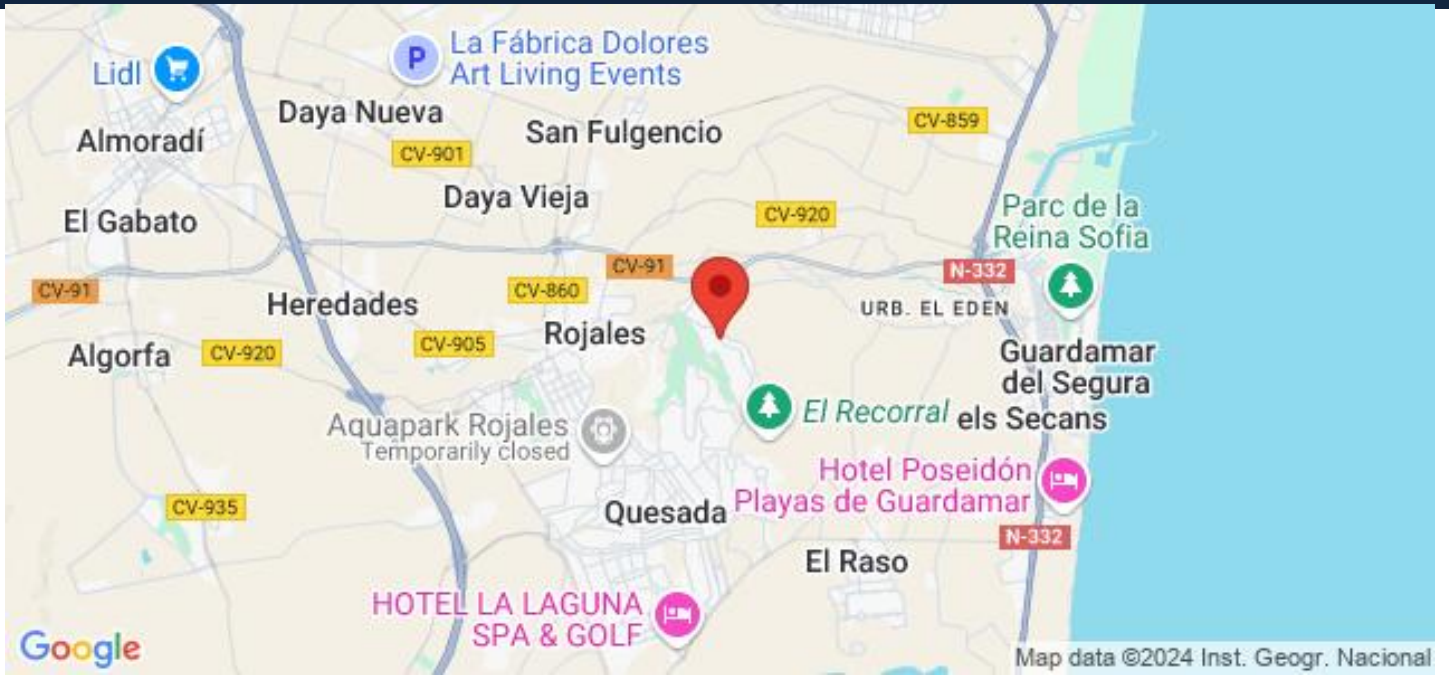 La Fábrica Dolores
Art Living Events
P
Lidl
Daya Nueva
San Fulgencio
CV-859
Almoradí
CV-901
Daya Vieja
El Gabato
CV-920
Parc de la
Reina Sofia
CV-91
N-332
CV-91
CV-860
Heredades
URB. EL EDEN
Rojales
CV-905
CV-920
Algorfa
Guardamar
del Segura
El Recorral
els Secans
Aquapark Rojales
Temporarily closed
Hotel Poseidón
Playas de Guardamar
CV-935
Quesada
N-332
El Raso
HOTEL LA LAGUNA
SPA & GOLF
Google
Map data ©2024 Inst. Geogr. Nacional